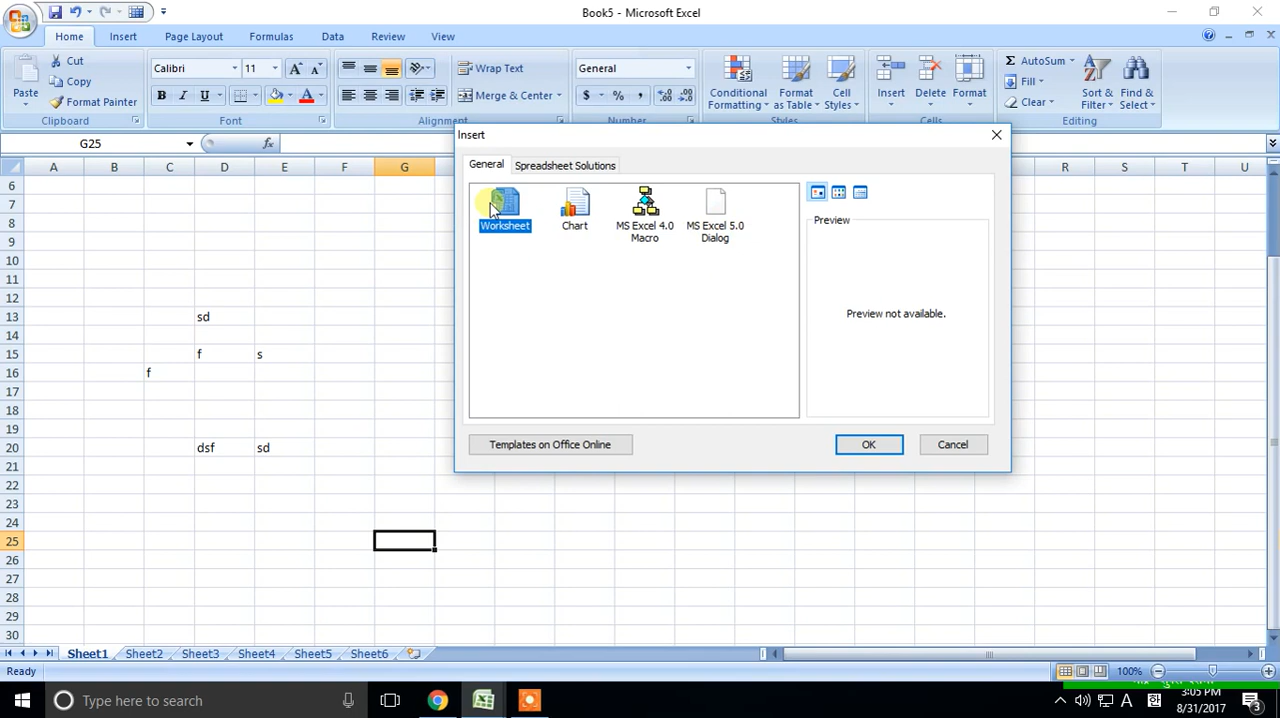 Book5 - Microsoft Excel
Home Insert Page Layout Formulas Data Review View
Paste
Cut
Copy
Format Painter
Clipboard
Calibri 11
B I U
Font
Wrap Text
Merge & Center
Alignment
General
$ % ,
Number
Conditional Formatting
Format as Table
Cell Styles
Styles
Insert Delete Format
Cells
AutoSum
Fill
Clear
Sort & Filter
Find & Select
Editing
G25 fx
A B C D E F G R S T U
6
7
8
9
10
11
12
13 sd
14
15 f s
16 f
17
18
19
20 dsf sd
21
22
23
24
25
26
27
28
29
30
Insert
General Spreadsheet Solutions
Worksheet
Chart
MS Excel 4.0 Macro
MS Excel 5.0 Dialog
Preview
Preview not available.
Templates on Office Online OK Cancel
Sheet1 Sheet2 Sheet3 Sheet4 Sheet5 Sheet6
Ready 100%
Type here to search
A
3:05 PM
8/31/2017
3